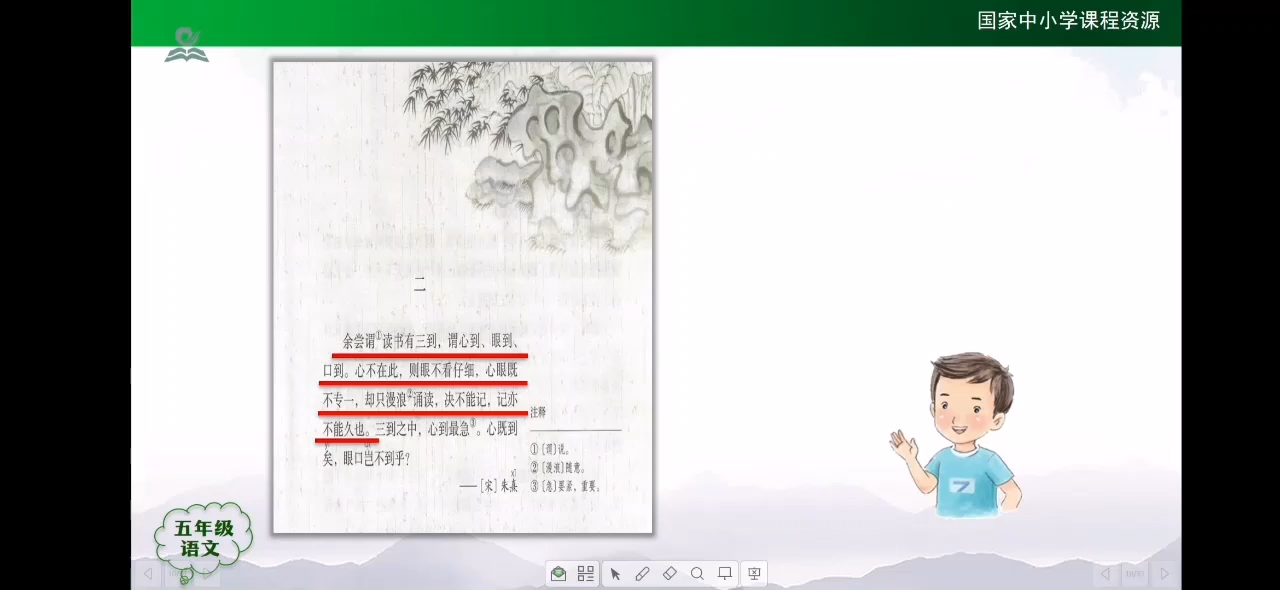 国家中小学课程资源
二
余尝谓①读书有三到，谓心到、眼到、
口到。心不在此，则眼不看仔细，心眼既
不专一，却只漫浪②诵读，决不能记，记亦
不能久也。三到之中，心到最急③。心既到
矣，眼口岂不到乎？
xī
——［宋］朱熹
注释
①〔谓〕说。
②〔漫浪〕随意。
③〔急〕要紧，重要。
7
五年级
语文